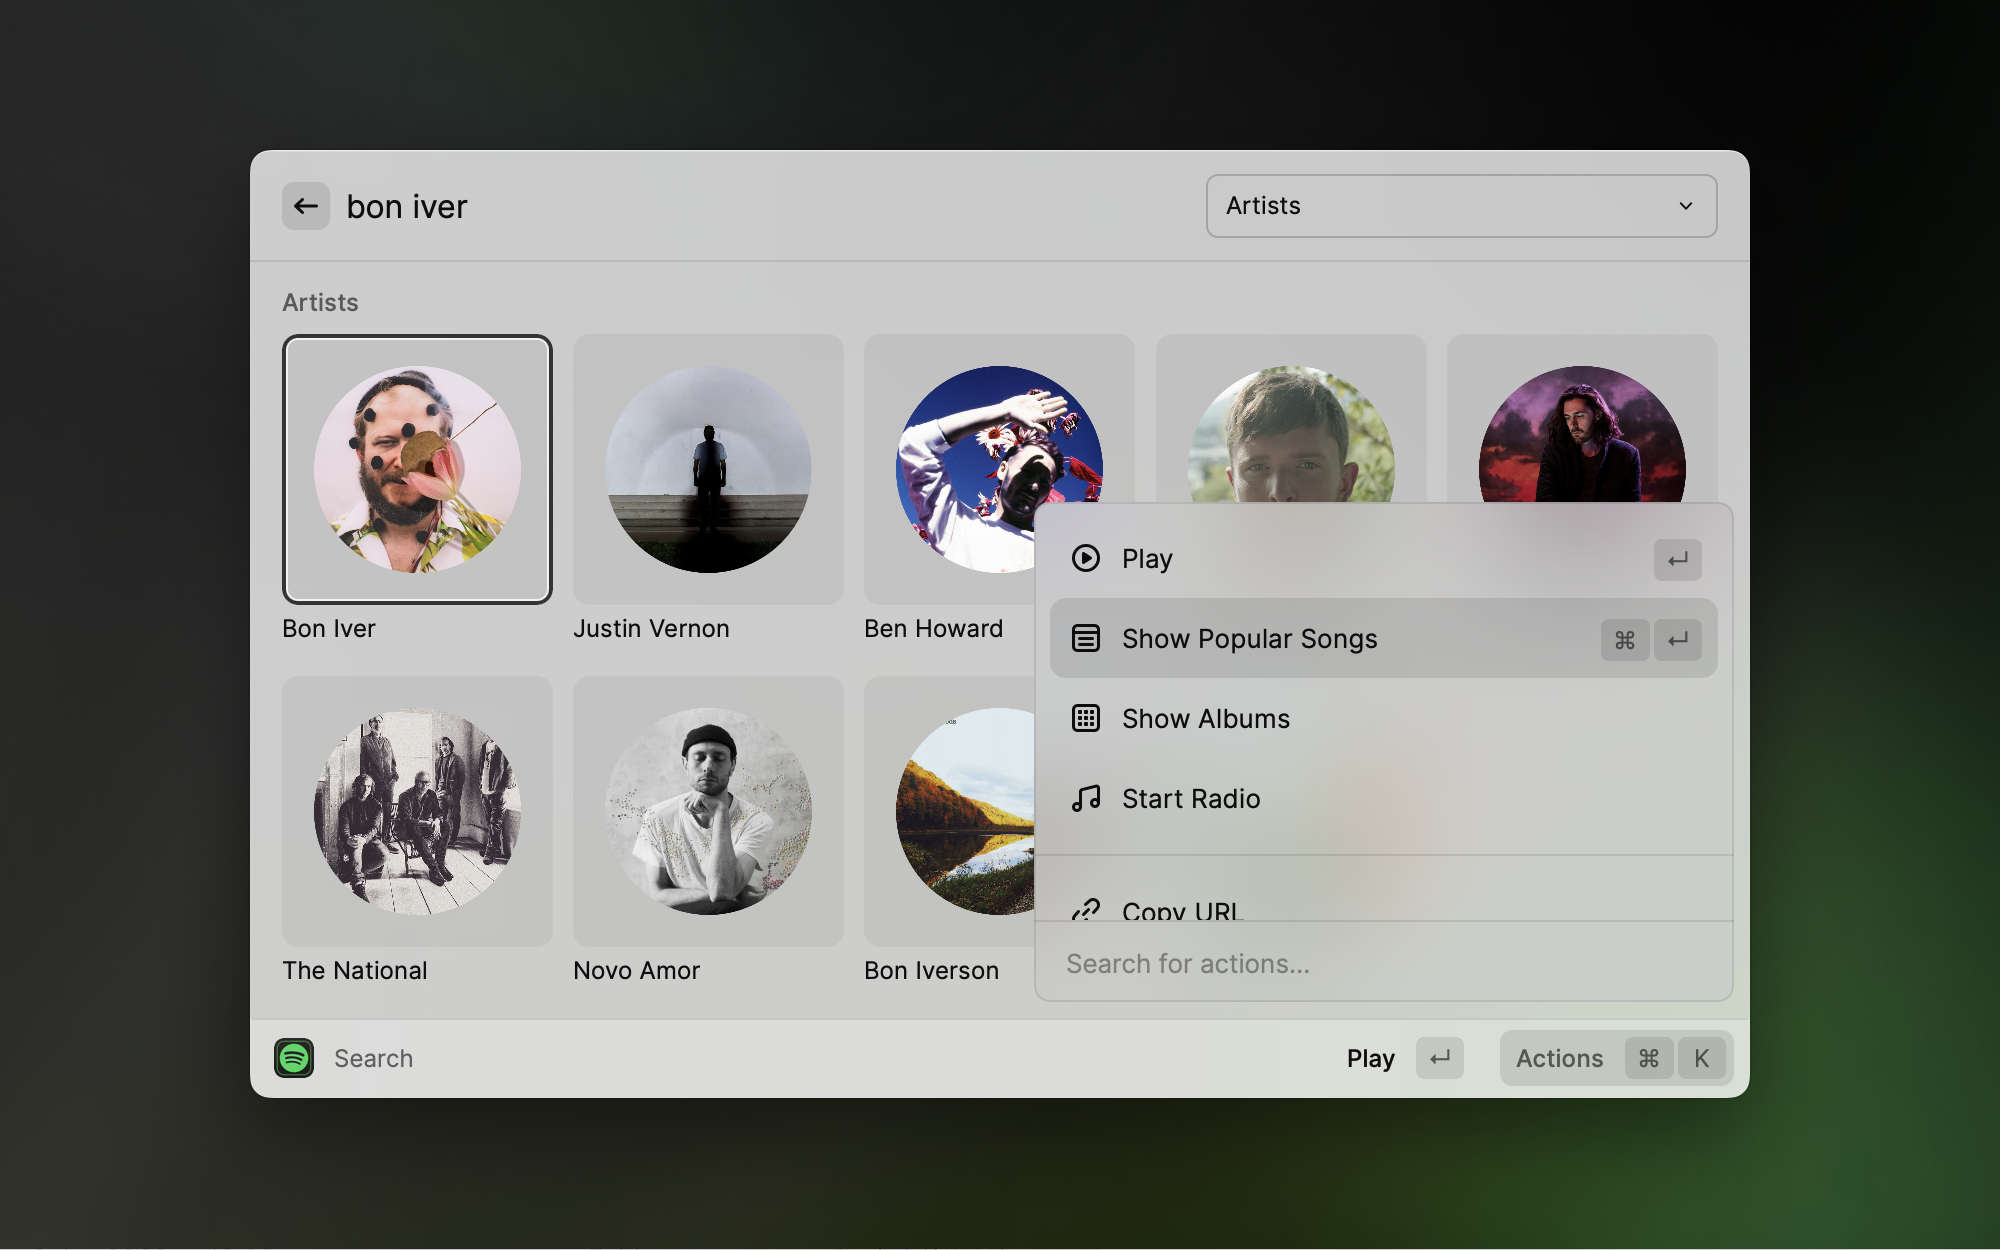 bon iver
Artists
Artists
Bon Iver
Justin Vernon
Ben Howard
The National
Novo Amor
Bon Iverson
Play
Show Popular Songs ⌘
Show Albums
Start Radio
Copy URL
Search for actions...
Search
Play
Actions ⌘ K